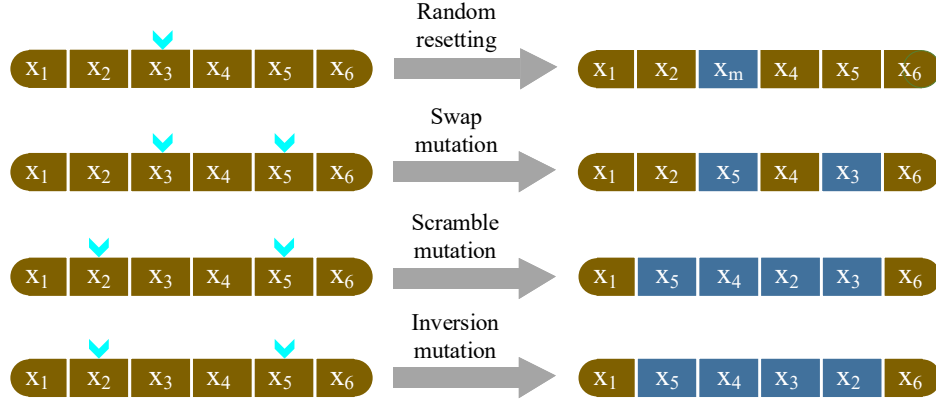 Random
resetting
x₁ x₂ x₃ x₄ x₅ x₆
x₁ x₂ xₘ x₄ x₅ x₆
Swap
mutation
x₁ x₂ x₃ x₄ x₅ x₆
x₁ x₂ x₅ x₄ x₃ x₆
Scramble
mutation
x₁ x₂ x₃ x₄ x₅ x₆
x₁ x₅ x₄ x₂ x₃ x₆
Inversion
mutation
x₁ x₂ x₃ x₄ x₅ x₆
x₁ x₅ x₄ x₃ x₂ x₆